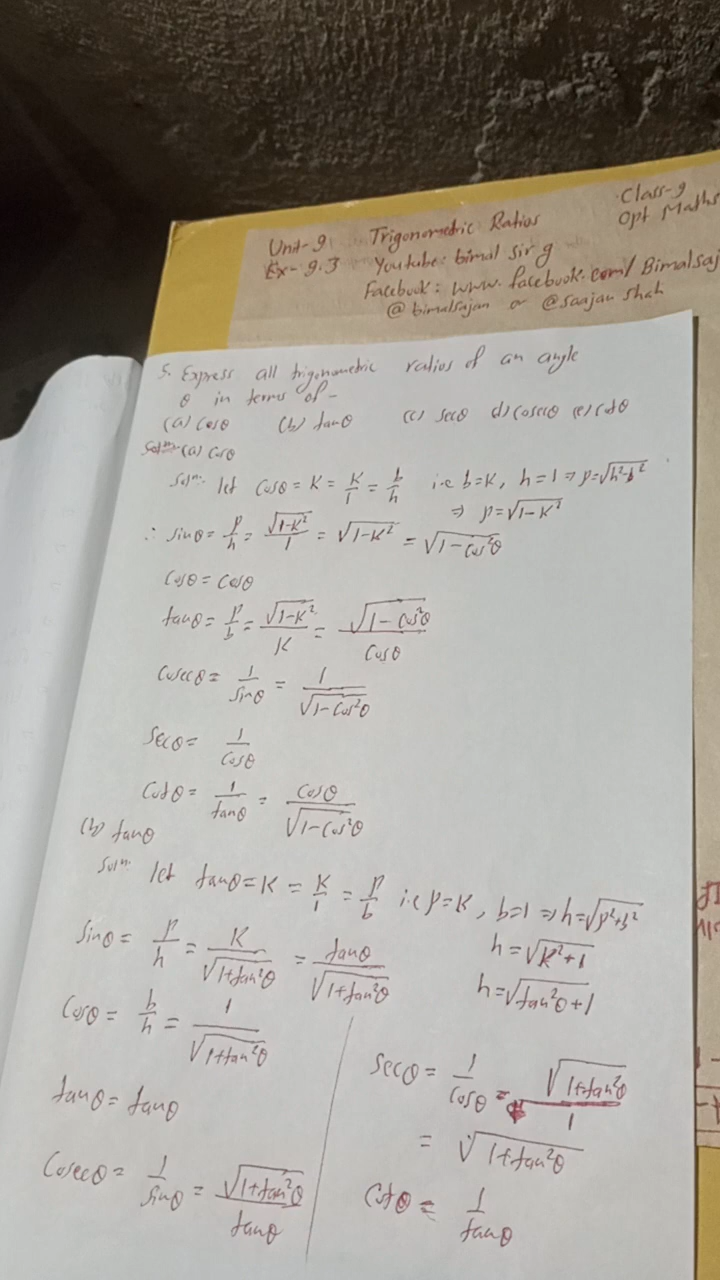 Unit-9 Trigonometric Ratios Class-9
Ex-9.3 Youtube: bimal sir g Opt Maths
Facebook: www.facebook.com/Bimalsaj
@bimalsajan or @saajan shah
5. Express all trigonometric ratios of an angle
θ in terms of -
(a) cosθ (b) tanθ (c) secθ d) cosecθ (e) cotθ
Solⁿ: (a) cosθ
Solⁿ: let cosθ = K = K/1 = b/h i.e b=K, h=1 ⇒ p=√(h²-b²)
⇒ p=√(1-K²)
∴ sinθ = p/h = √(1-K²)/1 = √(1-K²) = √(1-cos²θ)
cosθ = cosθ
tanθ = p/b = √(1-K²)/K = √(1-cos²θ)/cosθ
cosecθ = 1/sinθ = 1/√(1-cos²θ)
secθ = 1/cosθ
cotθ = 1/tanθ = cosθ/√(1-cos²θ)
(b) tanθ
Solⁿ: let tanθ = K = K/1 = p/b i.e p=K, b=1 ⇒ h=√(p²+b²)
h=√(K²+1)
h=√(tan²θ+1)
sinθ = p/h = K/√(1+tan²θ) = tanθ/√(1+tan²θ)
cosθ = b/h = 1/√(1+tan²θ)
tanθ = tanθ
cosecθ = 1/sinθ = √(1+tan²θ)/tanθ
secθ = 1/cosθ = √(1+tan²θ)/1
= √(1+tan²θ)
cotθ = 1/tanθ